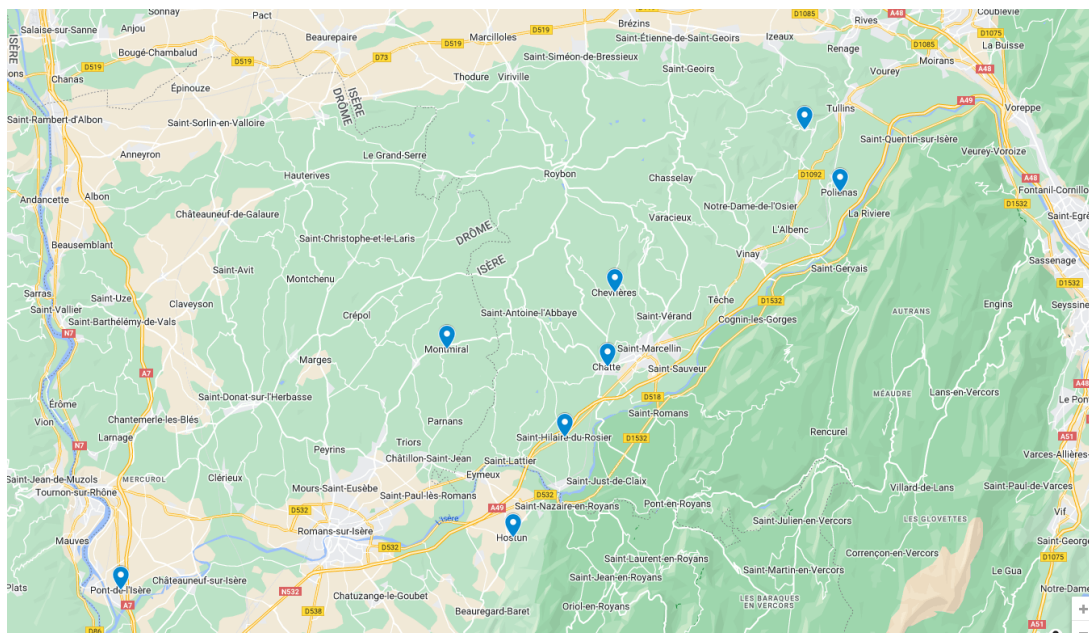 Sonnay
Pact
D1085
A48
Coublevie
Salaise-sur-Sanne
Anjou
Beaurepaire
Marcilloles
D519
Brézins
Rives
D1075
ISÈRE
Bougé-Chambalud
D519
Saint-Étienne-de-Saint-Geoirs
Izeaux
Renage
D1085
La Buisse
D519
D519
D73
Saint-Siméon-de-Bressieux
Moirans
Chanas
Thodure
Viriville
Saint-Geoirs
Vourey
A48
Épinouze
ISÈRE
DRÔME
A49
Voreppe
Saint-Rambert-d'Albon
Saint-Sorlin-en-Valloire
Tullins
Saint-Quentin-sur-Isère
Anneyron
Le Grand-Serre
Veurey-Voroize
Hauterives
Roybon
Chasselay
D1092
A48
Andancette
Albon
Poliénas
Fontanil-Cornillo
D1532
Châteauneuf-de-Galaure
Notre-Dame-de-l'Osier
La Riviere
Saint-Egrè
Varacieux
L'Albenc
Beausemblant
Saint-Christophe-et-le-Laris
DRÔME
ISÈRE
Vinay
Sassenage
Saint-Avit
Montchenu
Saint-Gervais
D1532
Sarras
Saint-Uze
Claveyson
Chevrières
Têche
D1532
Engins
Seyssine
Saint-Vallier
Saint-Barthélémy-de-Vals
Crépol
Saint-Antoine-l'Abbaye
Saint-Vérand
Cognin-les-Gorges
AUTRANS
N7
Montmiral
Saint-Marcellin
Marges
Chatte
Saint-Sauveur
A7
A48
Érôme
Saint-Donat-sur-l'Herbasse
D518
MÉAUDRE
Lans-en-Vercors
Le Pon
Vion
Chantemerle-les-Blés
Parnans
Saint-Romans
Larnage
Saint-Hilaire-du-Rosier
D1532
Rencurel
A51
N7
Peyrins
Triors
Châtillon-Saint-Jean
Saint-Lattier
Varces-Allières-
Saint-Jean-de-Muzols
MERCUROL
Clérieux
Eymeux
Saint-Just-de-Claix
Villard-de-Lans
Saint-Paul-de-Varces
Tournon-sur-Rhône
Mours-Saint-Eusèbe
Saint-Paul-lès-Romans
D532
D532
A49
Saint-Nazaire-en-Royans
Pont-en-Royans
Vif
L'Isère
Saint-Julien-en-Vercors
LES GLOVETTES
Mauves
Romans-sur-Isère
D532
Hostun
Saint-George
D1075
Saint-Laurent-en-Royans
Corrençon-en-Vercors
Plats
Châteauneuf-sur-Isère
Saint-Jean-en-Royans
Saint-Martin-en-Vercors
Le Gua
Pont-de-l'Isère
N532
Chatuzange-le-Goubet
LES BARAQUES
EN VERCORS
Notre-Dame-
A7
D538
Beauregard-Baret
Oriol-en-Royans
A51
D86